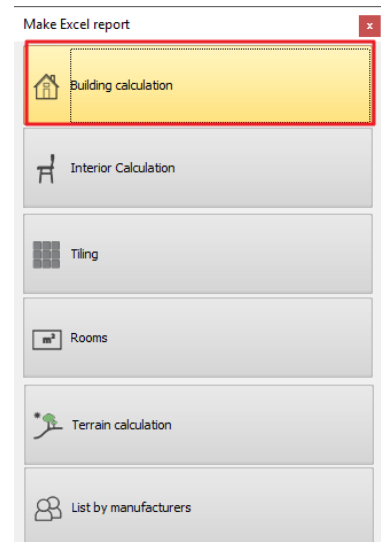 Make Excel report
x
Building calculation
Interior Calculation
Tiling
m²
Rooms
Terrain calculation
List by manufacturers